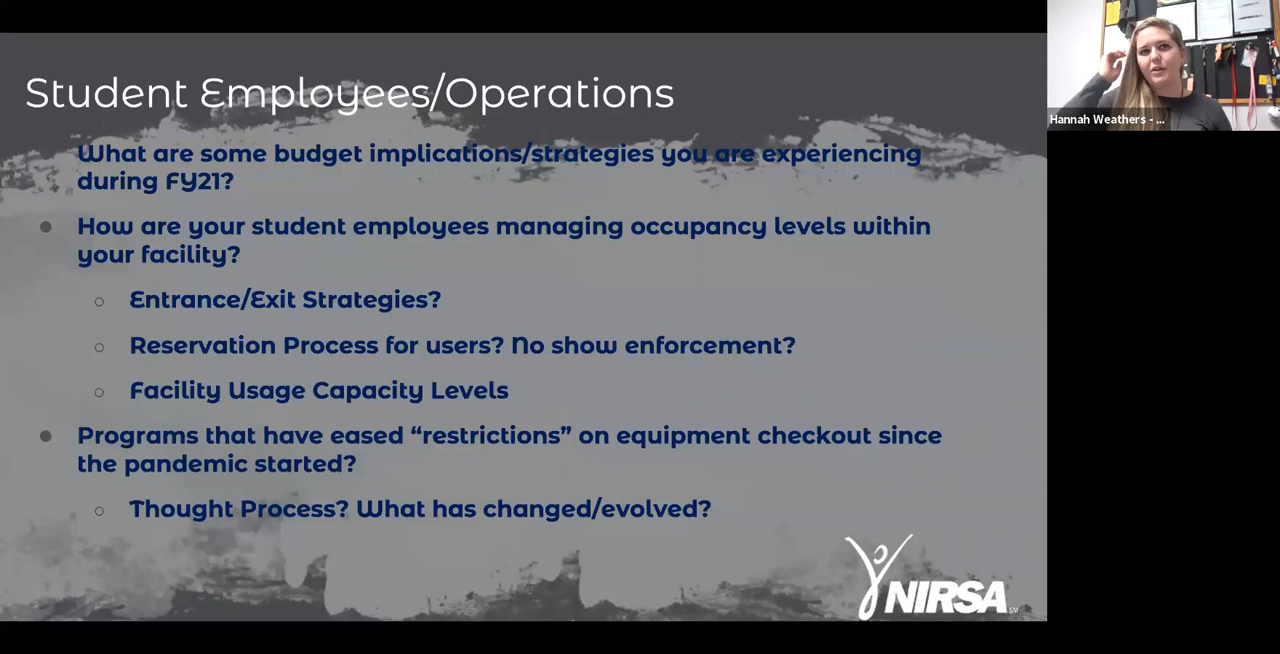 Student Employees/Operations
What are some budget implications/strategies you are experiencing
during FY21?
How are your student employees managing occupancy levels within
your facility?
Entrance/Exit Strategies?
Reservation Process for users? No show enforcement?
Facility Usage Capacity Levels
Programs that have eased “restrictions” on equipment checkout since
the pandemic started?
Thought Process? What has changed/evolved?
NIRSA
SM
Hannah Weathers - ...